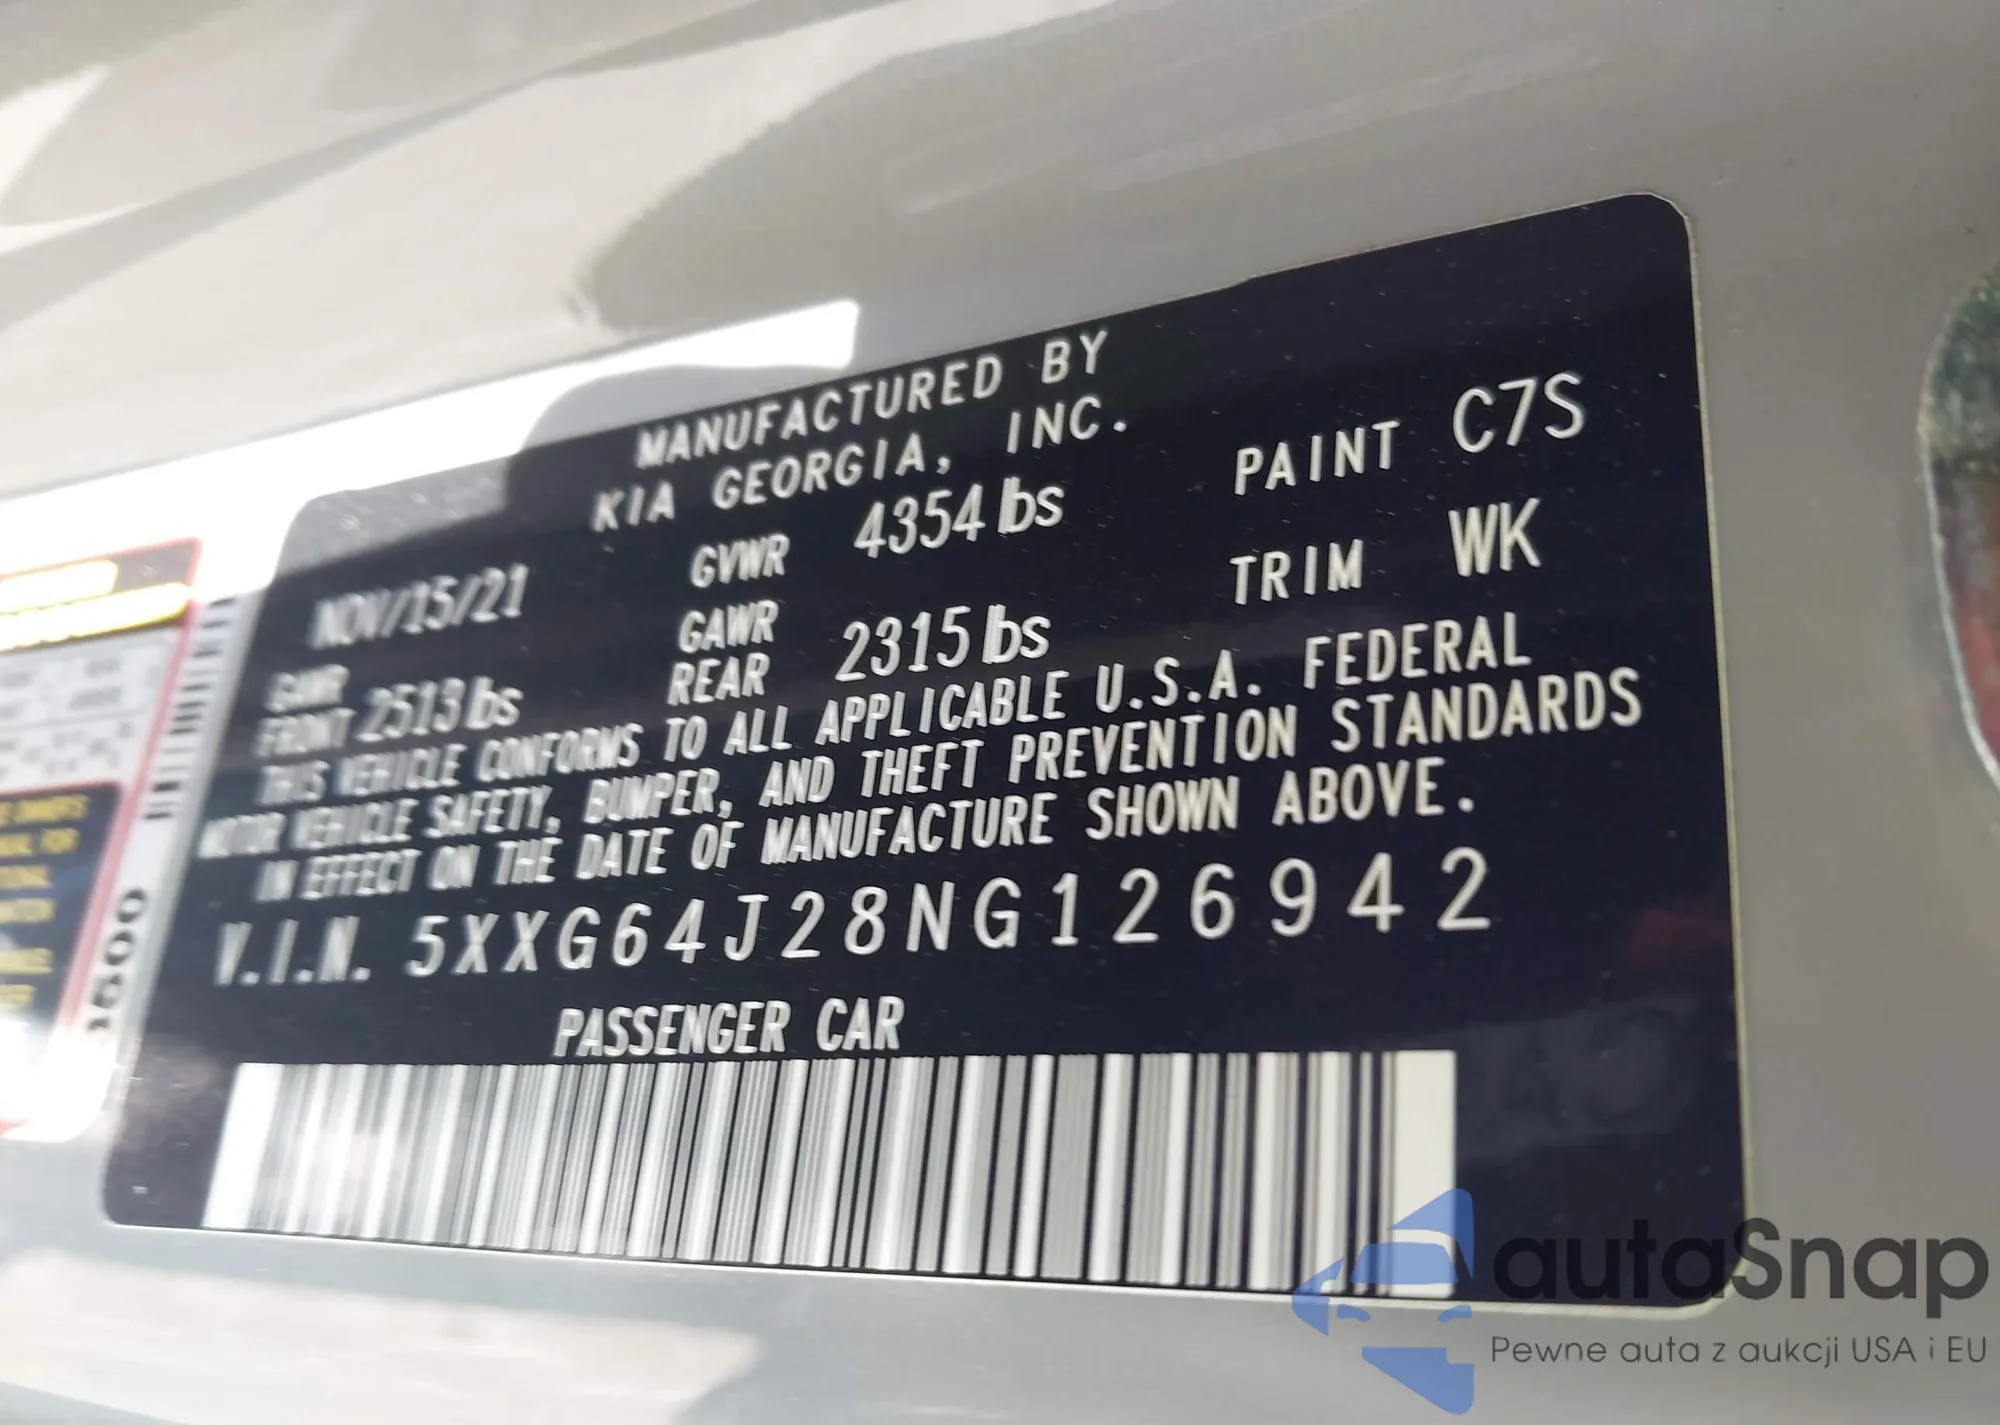 MANUFACTURED BY
KIA GEORGIA, INC.
NOV/15/21 GVWR 4354 lbs PAINT C7S
GAWR FRONT 2513 lbs GAWR REAR 2315 lbs TRIM WK
THIS VEHICLE CONFORMS TO ALL APPLICABLE U.S.A. FEDERAL
MOTOR VEHICLE SAFETY, BUMPER, AND THEFT PREVENTION STANDARDS
IN EFFECT ON THE DATE OF MANUFACTURE SHOWN ABOVE.
V.I.N. 5XXG64J28NG126942
PASSENGER CAR
autaSnap
Pewne auta z aukcji USA i EU